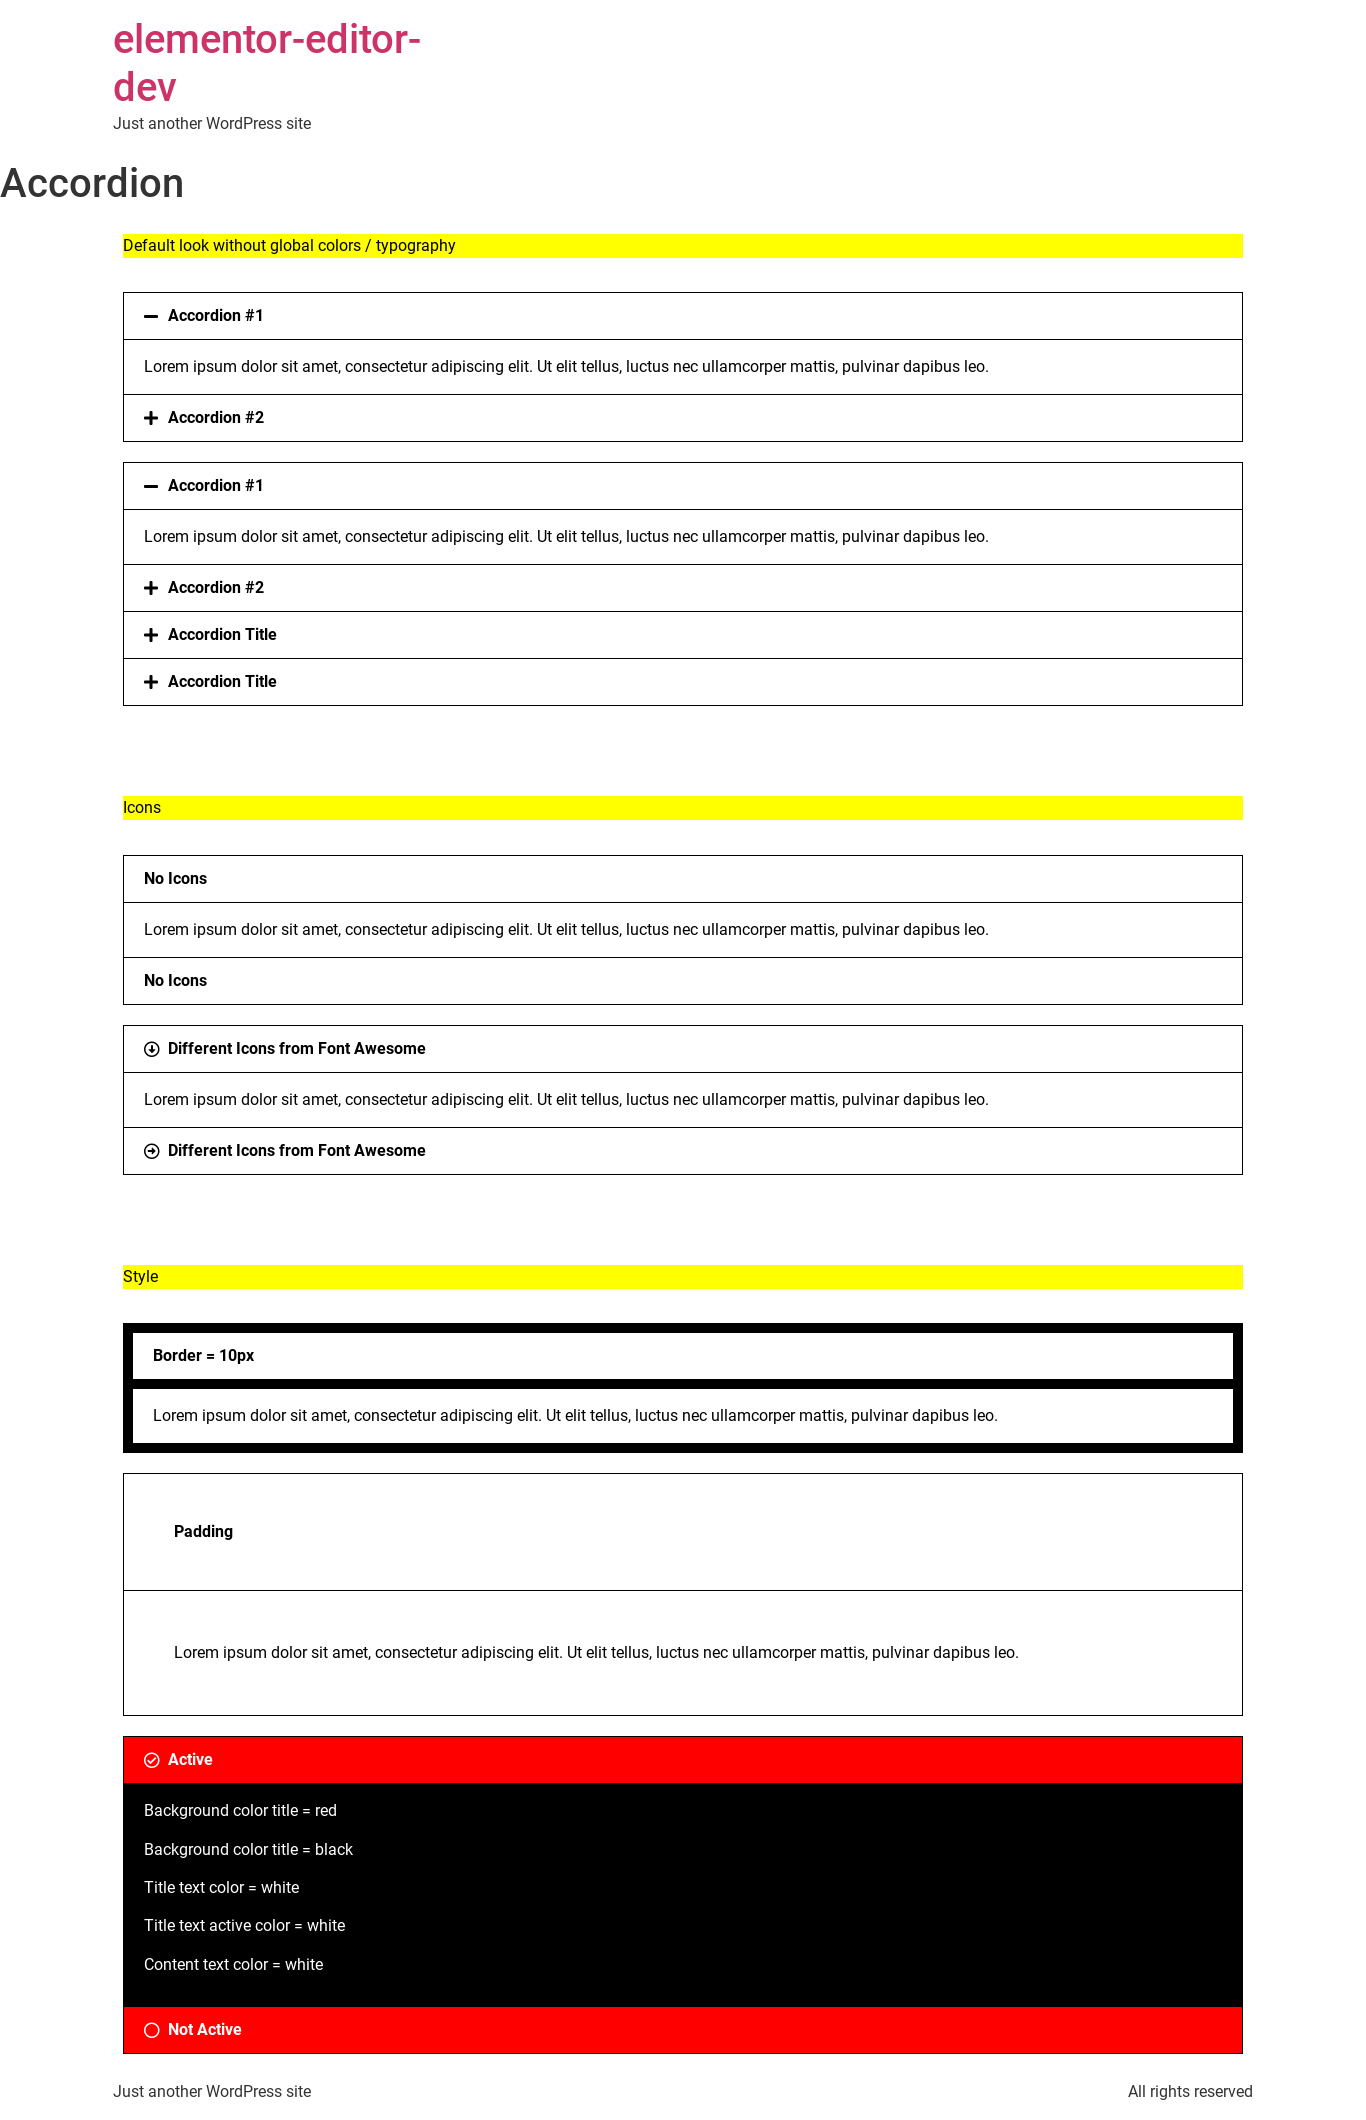 elementor-editor-
dev
Just another WordPress site
Accordion
Default look without global colors / typography
Accordion #1
Lorem ipsum dolor sit amet, consectetur adipiscing elit. Ut elit tellus, luctus nec ullamcorper mattis, pulvinar dapibus leo.
Accordion #2
Accordion #1
Lorem ipsum dolor sit amet, consectetur adipiscing elit. Ut elit tellus, luctus nec ullamcorper mattis, pulvinar dapibus leo.
Accordion #2
Accordion Title
Accordion Title
Icons
No Icons
Lorem ipsum dolor sit amet, consectetur adipiscing elit. Ut elit tellus, luctus nec ullamcorper mattis, pulvinar dapibus leo.
No Icons
Different Icons from Font Awesome
Lorem ipsum dolor sit amet, consectetur adipiscing elit. Ut elit tellus, luctus nec ullamcorper mattis, pulvinar dapibus leo.
Different Icons from Font Awesome
Style
Border = 10px
Lorem ipsum dolor sit amet, consectetur adipiscing elit. Ut elit tellus, luctus nec ullamcorper mattis, pulvinar dapibus leo.
Padding
Lorem ipsum dolor sit amet, consectetur adipiscing elit. Ut elit tellus, luctus nec ullamcorper mattis, pulvinar dapibus leo.
Active
Background color title = red
Background color title = black
Title text color = white
Title text active color = white
Content text color = white
Not Active
Just another WordPress site
All rights reserved